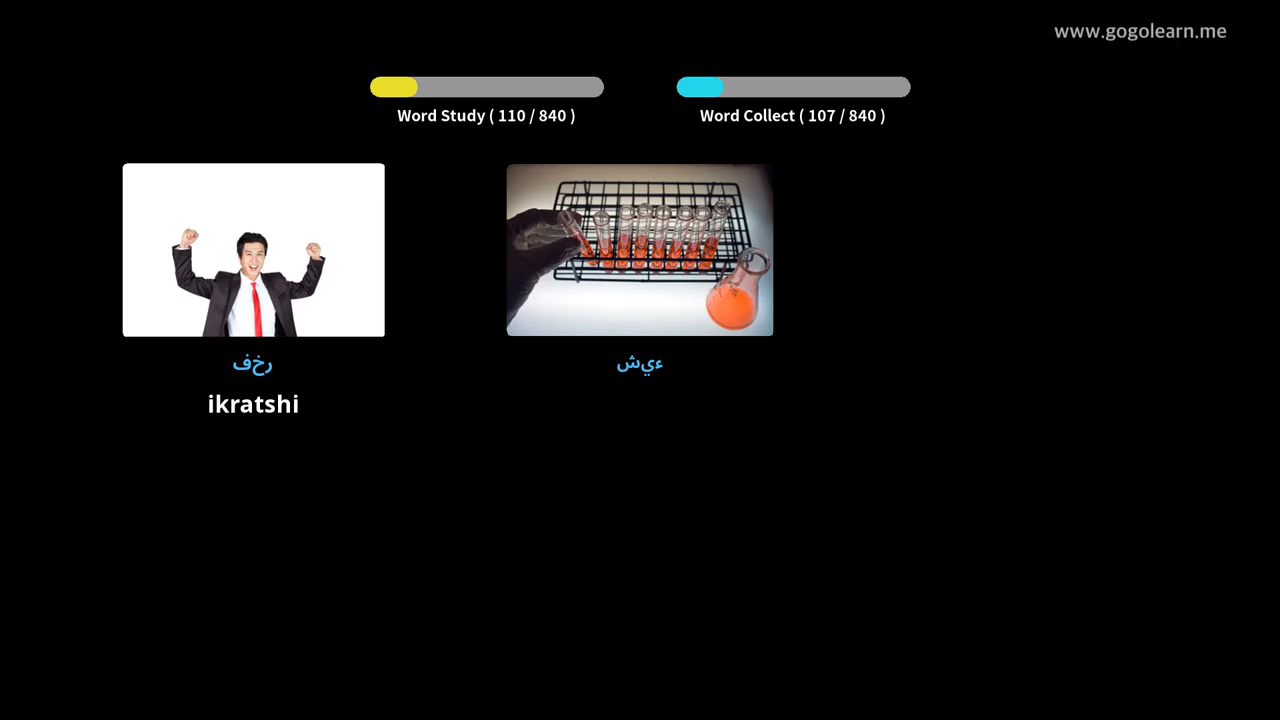 www.gogolearn.me
Word Study ( 110 / 840 )
Word Collect ( 107 / 840 )
رخف
ءيش
ikratshi